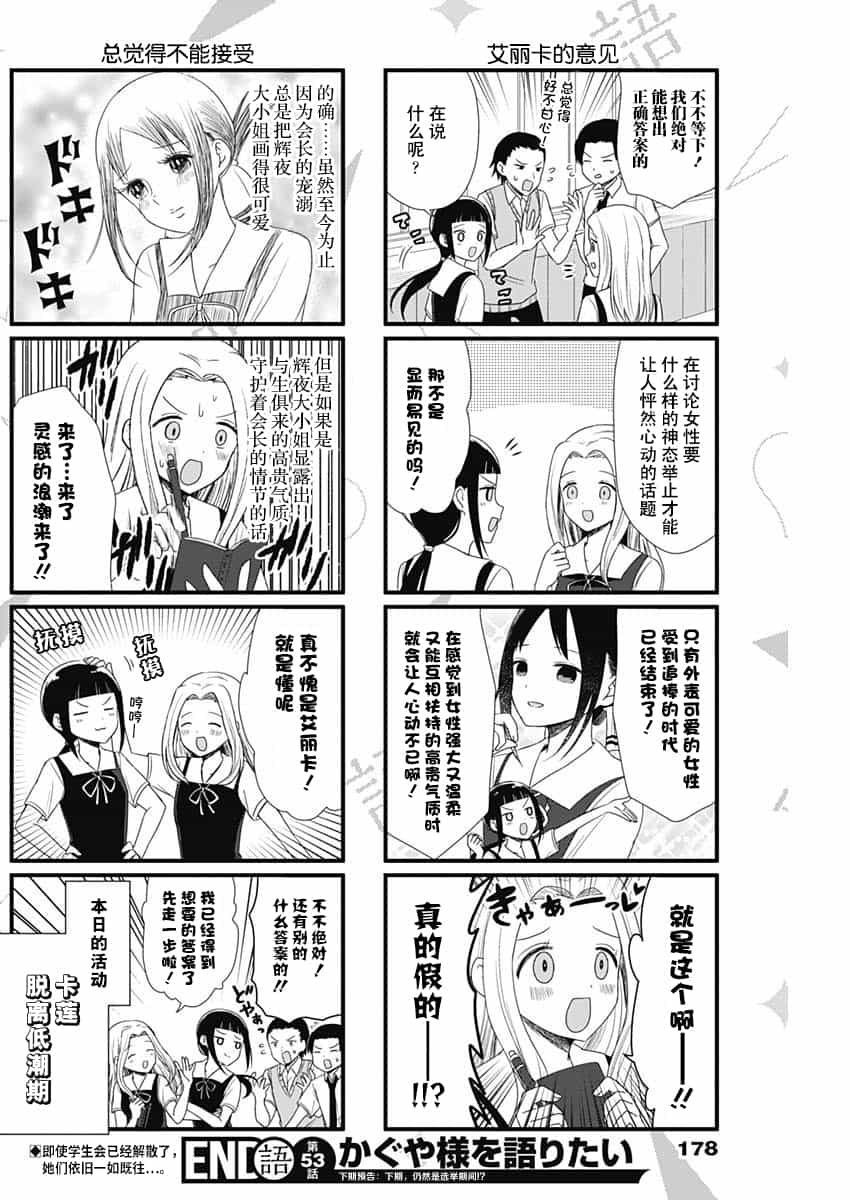 艾丽卡的意见
不不等下！
我们绝对
能想出
正确答案的
总觉得
好不甘心！
在说
什么呢？
在讨论女性要
什么样的神态举止才能
让人怦然心动的话题
那不是
显而易见的吗！
只有外表可爱的女性
受到追捧的时代
已经结束了！
在感觉到女性强大又温柔
又能互相扶持的高贵气质时
就会让人心动不已啊！
就是这个啊——
きゃあぁーっ
真的假的——!!?
总觉得不能接受
的确……虽然至今为止
因为会长的宠溺
总是把辉夜
大小姐画得很可爱
ドキ
ドキ
但是如果是
辉夜大小姐显露出
与生俱来的高贵气质
守护着会长的情节的话
来了…来了
灵感的浪潮
来了!!
真不愧是艾丽卡！
就是懂呢
抚摸
抚摸
哼哼—
不不绝对！
还有别的
什么答案的！
我已经得到
想要的答案了
先走一步啦！
どやあっ
本日的活动
卡莲
脱离低潮期
◆即使学生会已经解散了，
她们依旧一如既往…。
END 語 第53話 かぐや様を語りたい 178
下期预告：下期，仍然是选举期间!?
語
語